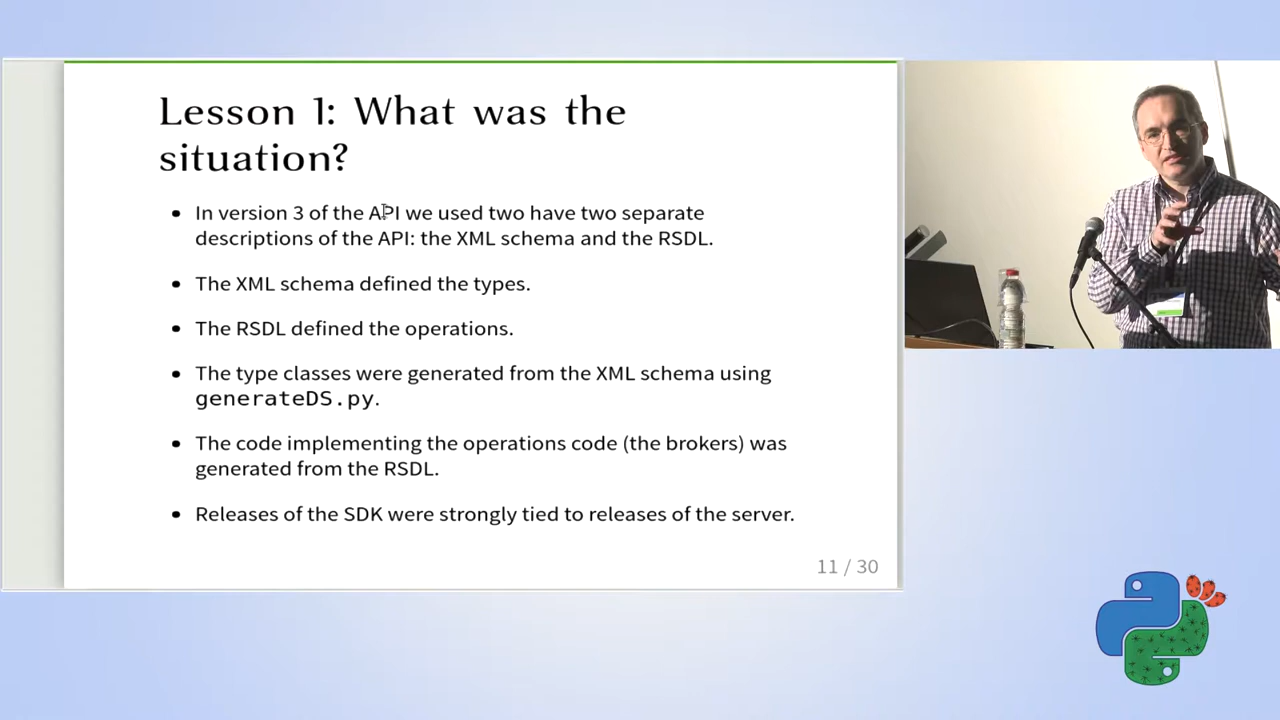 Lesson 1: What was the
situation?
• In version 3 of the API we used two have two separate
descriptions of the API: the XML schema and the RSDL.
• The XML schema defined the types.
• The RSDL defined the operations.
• The type classes were generated from the XML schema using
generateDS.py.
• The code implementing the operations code (the brokers) was
generated from the RSDL.
• Releases of the SDK were strongly tied to releases of the server.
11 / 30